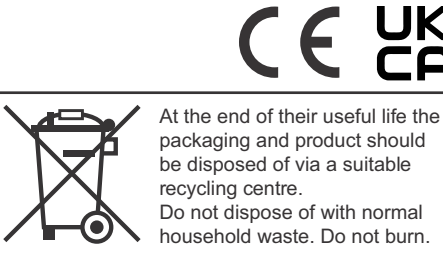 CE UK
CA
At the end of their useful life the
packaging and product should
be disposed of via a suitable
recycling centre.
Do not dispose of with normal
household waste. Do not burn.